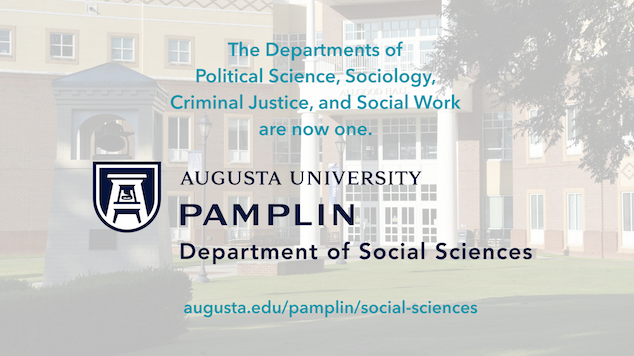 The Departments of
Political Science, Sociology,
Criminal Justice, and Social Work
are now one.
AUGUSTA UNIVERSITY
PAMPLIN
Department of Social Sciences
augusta.edu/pamplin/social-sciences